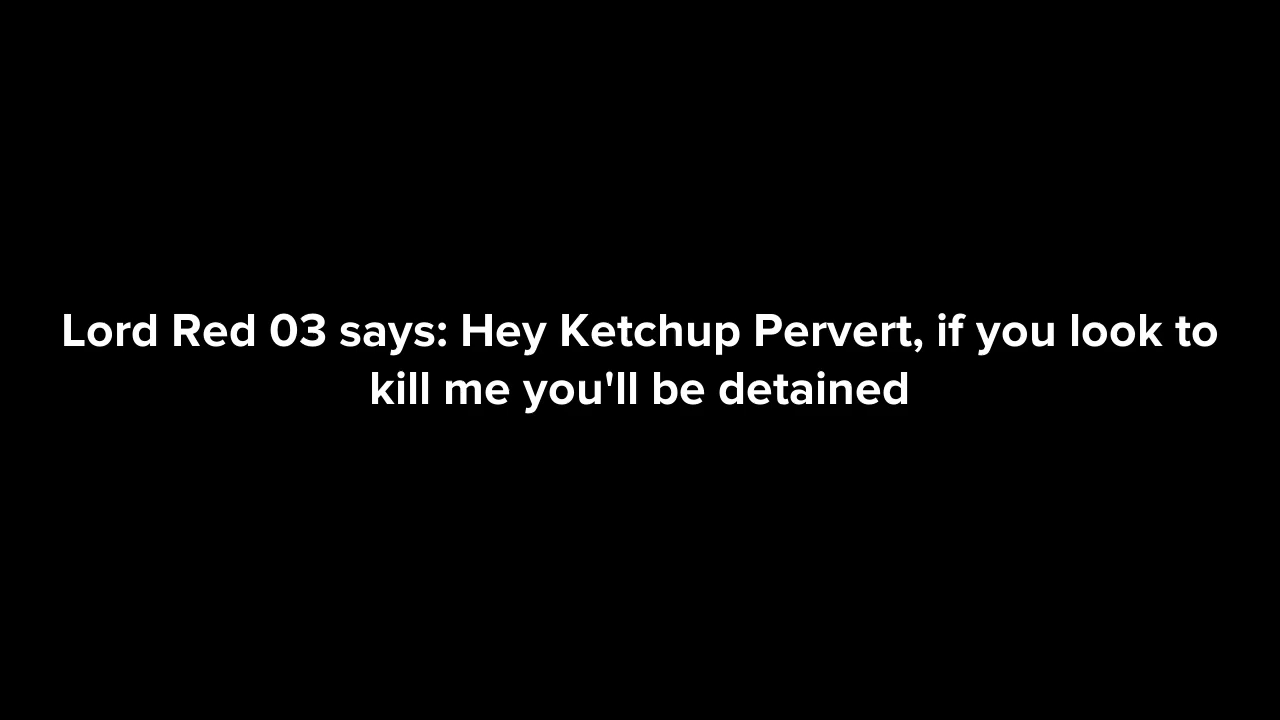 Lord Red 03 says: Hey Ketchup Pervert, if you look to
kill me you'll be detained